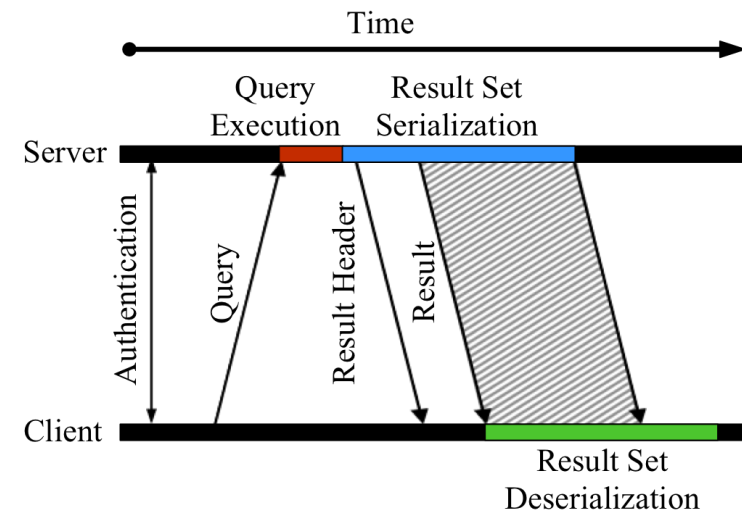 Time
Query
Execution
Result Set
Serialization
Server
Authentication
Query
Result Header
Result
Client
Result Set
Deserialization